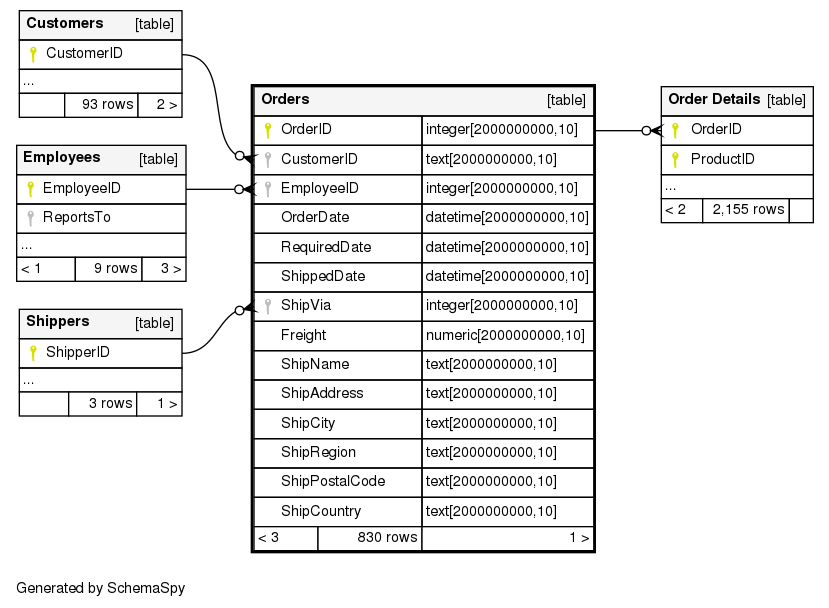 Customers [table]
CustomerID
...
93 rows 2 >
Employees [table]
EmployeeID
ReportsTo
...
< 1 9 rows 3 >
Shippers [table]
ShipperID
...
3 rows 1 >
Orders [table]
OrderID integer[2000000000,10]
CustomerID text[2000000000,10]
EmployeeID integer[2000000000,10]
OrderDate datetime[2000000000,10]
RequiredDate datetime[2000000000,10]
ShippedDate datetime[2000000000,10]
ShipVia integer[2000000000,10]
Freight numeric[2000000000,10]
ShipName text[2000000000,10]
ShipAddress text[2000000000,10]
ShipCity text[2000000000,10]
ShipRegion text[2000000000,10]
ShipPostalCode text[2000000000,10]
ShipCountry text[2000000000,10]
< 3 830 rows 1 >
Order Details [table]
OrderID
ProductID
...
< 2 2,155 rows
Generated by SchemaSpy